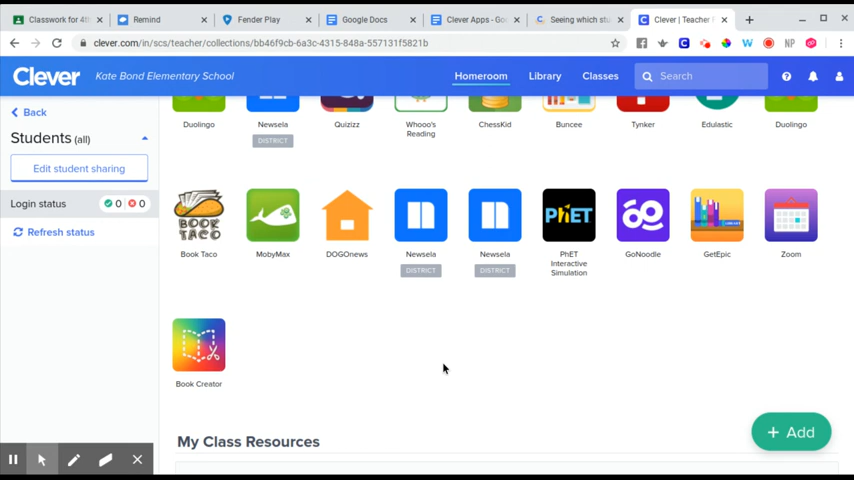 Classwork for 4th
Remind
Fender Play
Google Docs
Clever Apps - Go
Seeing which stu
Clever | Teacher
clever.com/in/scs/teacher/collections/bb46f9cb-6a3c-4315-848a-557131f5821b
NP
Clever
Kate Bond Elementary School
Homeroom
Library
Classes
Search
Back
Students (all)
Edit student sharing
Login status
0
0
Refresh status
Duolingo
Newsela
DISTRICT
Quizizz
Whooo's
Reading
ChessKid
Buncee
Tynker
Edulastic
Duolingo
BOOK
TACO
PhET
Book Taco
MobyMax
DOGOnews
Newsela
DISTRICT
Newsela
DISTRICT
PhET
Interactive
Simulation
GoNoodle
GetEpic
Zoom
Book Creator
My Class Resources
+ Add